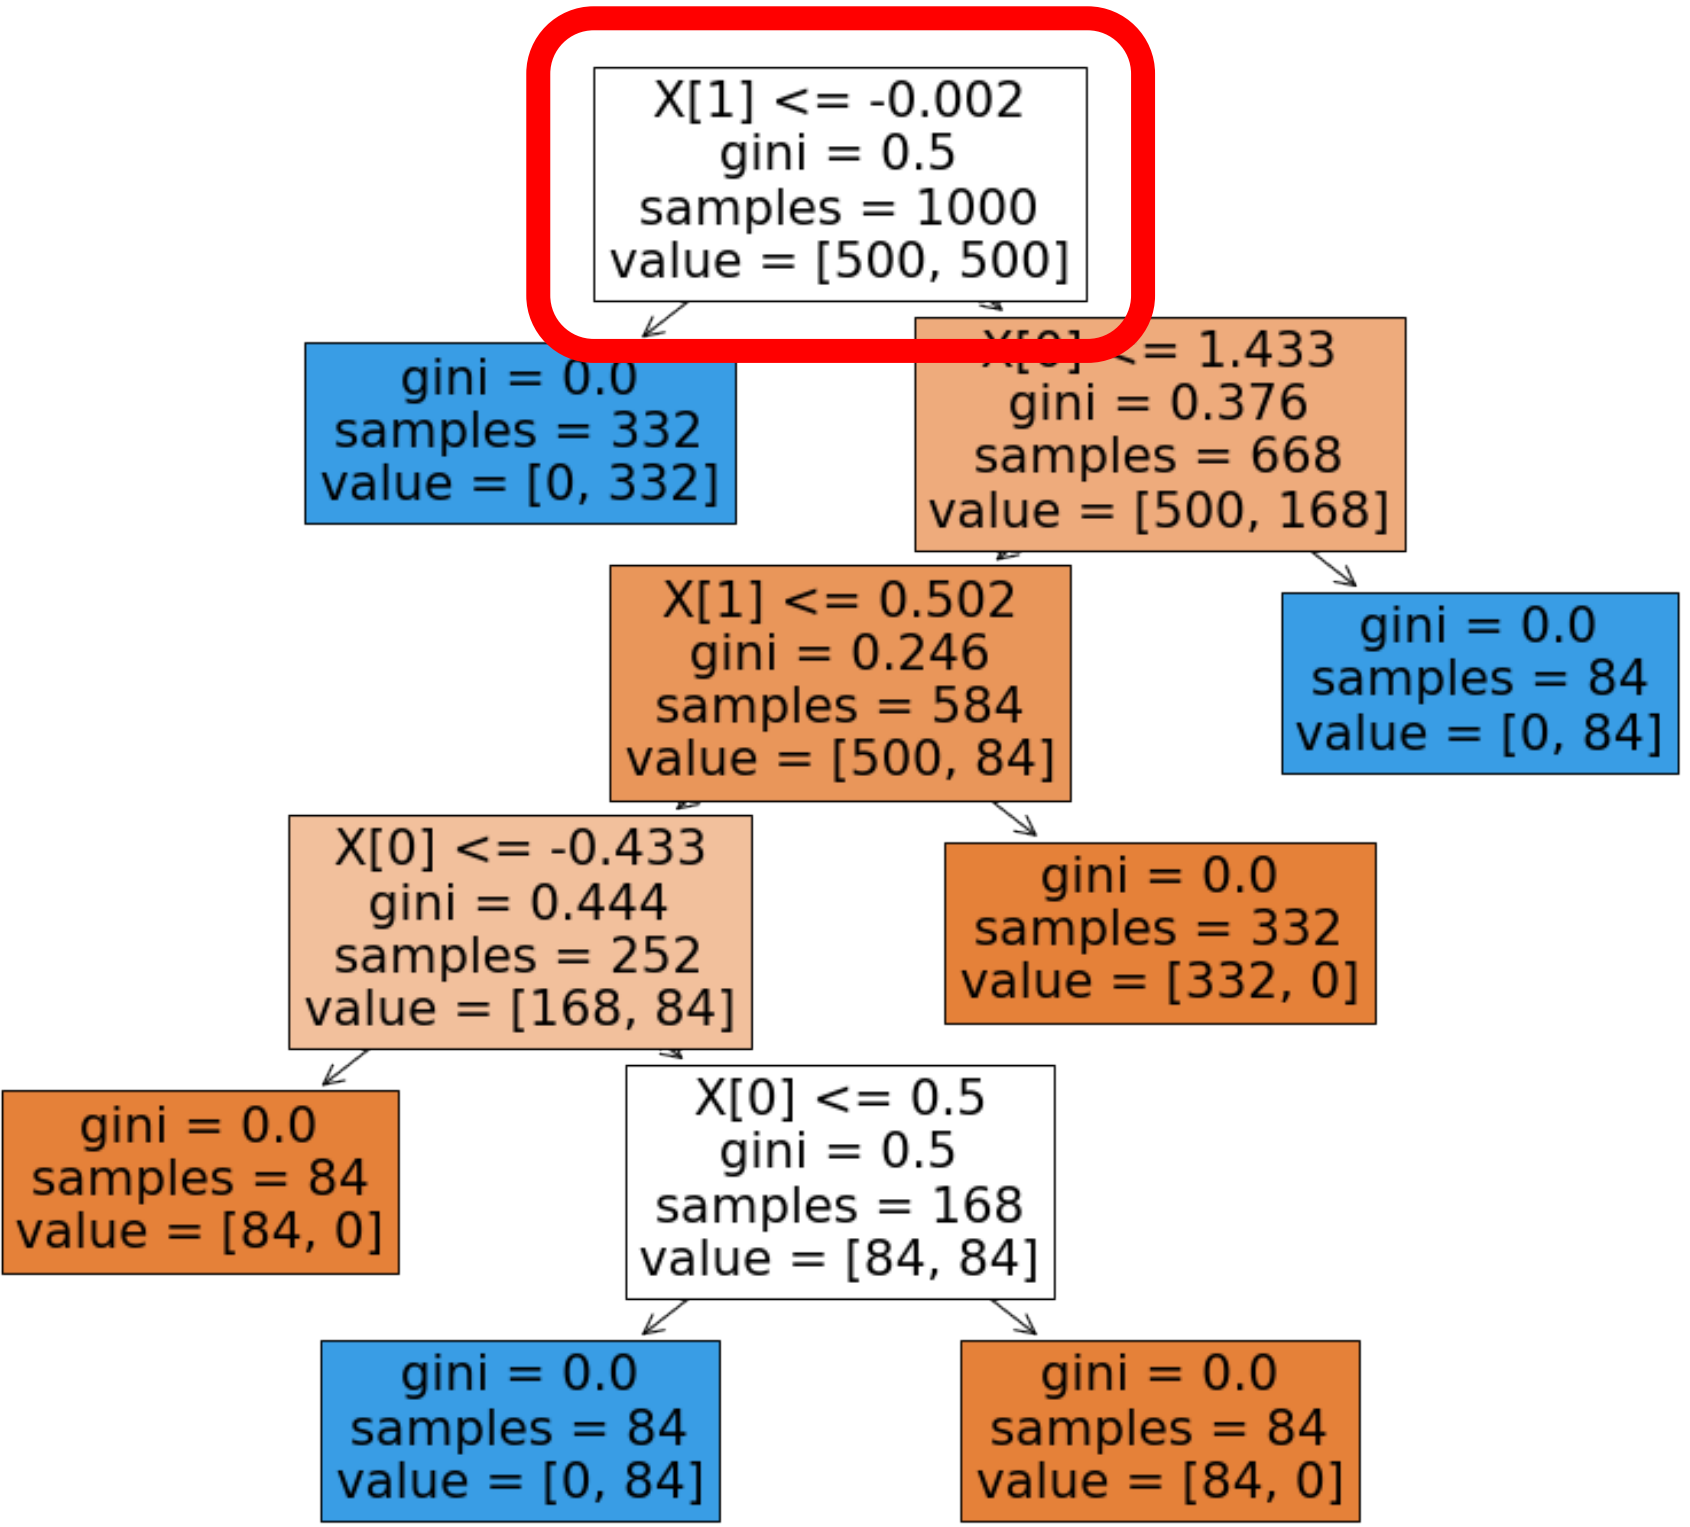 X[1] <= -0.002
gini = 0.5
samples = 1000
value = [500, 500]
gini = 0.0
samples = 332
value = [0, 332]
X[0] <= 1.433
gini = 0.376
samples = 668
value = [500, 168]
X[1] <= 0.502
gini = 0.246
samples = 584
value = [500, 84]
gini = 0.0
samples = 84
value = [0, 84]
X[0] <= -0.433
gini = 0.444
samples = 252
value = [168, 84]
gini = 0.0
samples = 332
value = [332, 0]
gini = 0.0
samples = 84
value = [84, 0]
X[0] <= 0.5
gini = 0.5
samples = 168
value = [84, 84]
gini = 0.0
samples = 84
value = [0, 84]
gini = 0.0
samples = 84
value = [84, 0]